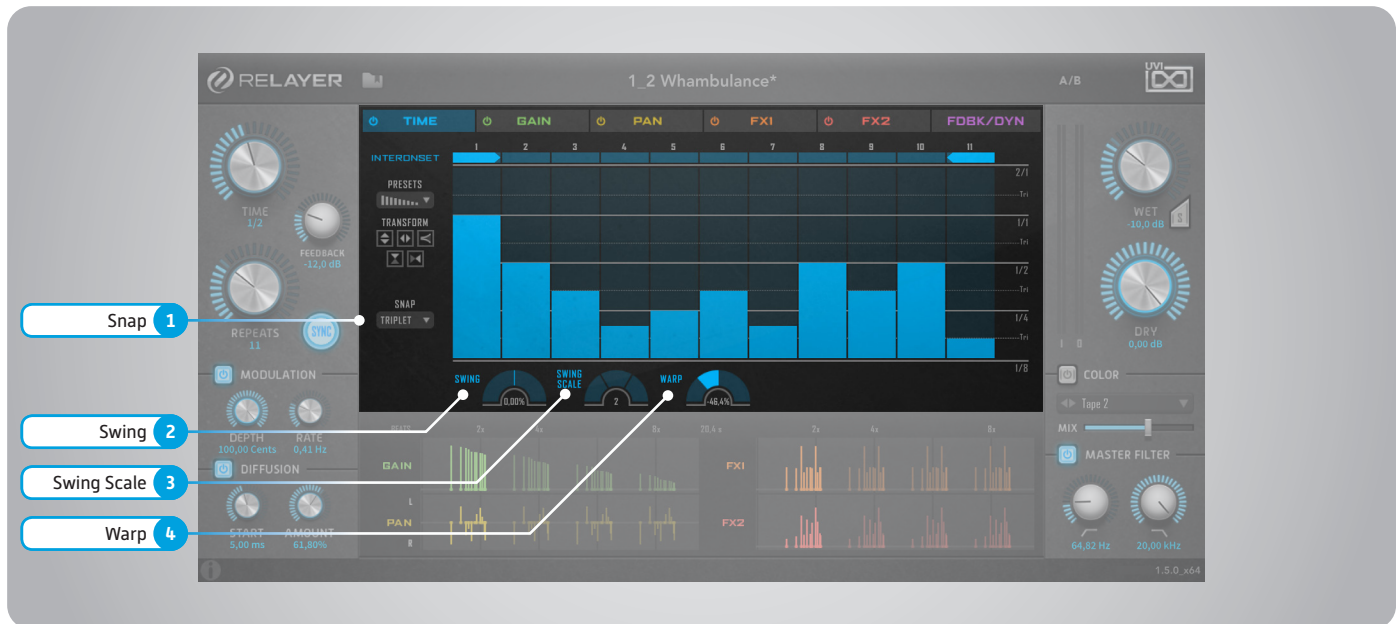 RELAYER
1_2 Whambulance*
A/B
UVI
TIME
GAIN
PAN
FX1
FX2
FDBK/DYN
INTERONSET
1 2 3 4 5 6 7 8 9 10 11
PRESETS
TRANSFORM
SNAP
TRIPLET
2/1
Tri
1/1
Tri
1/2
Tri
1/4
Tri
1/8
SWING
0,00%
SWING
SCALE
2
WARP
-46,4%
TIME
1/2
FEEDBACK
-12,0 dB
REPEATS
11
SYNC
MODULATION
DEPTH
100,00 Cents
RATE
0,41 Hz
DIFFUSION
START
5,00 ms
AMOUNT
61,80%
Snap 1
Swing 2
Swing Scale 3
Warp 4
BEATS 2x 4x 8x 20.4 s 2x 4x 8x
GAIN
L
PAN
R
FX1
FX2
WET
-10,0 dB
S
DRY
0,00 dB
I O
COLOR
Tape 2
MIX
MASTER FILTER
64,82 Hz
20,00 kHz
1.5.0_x64